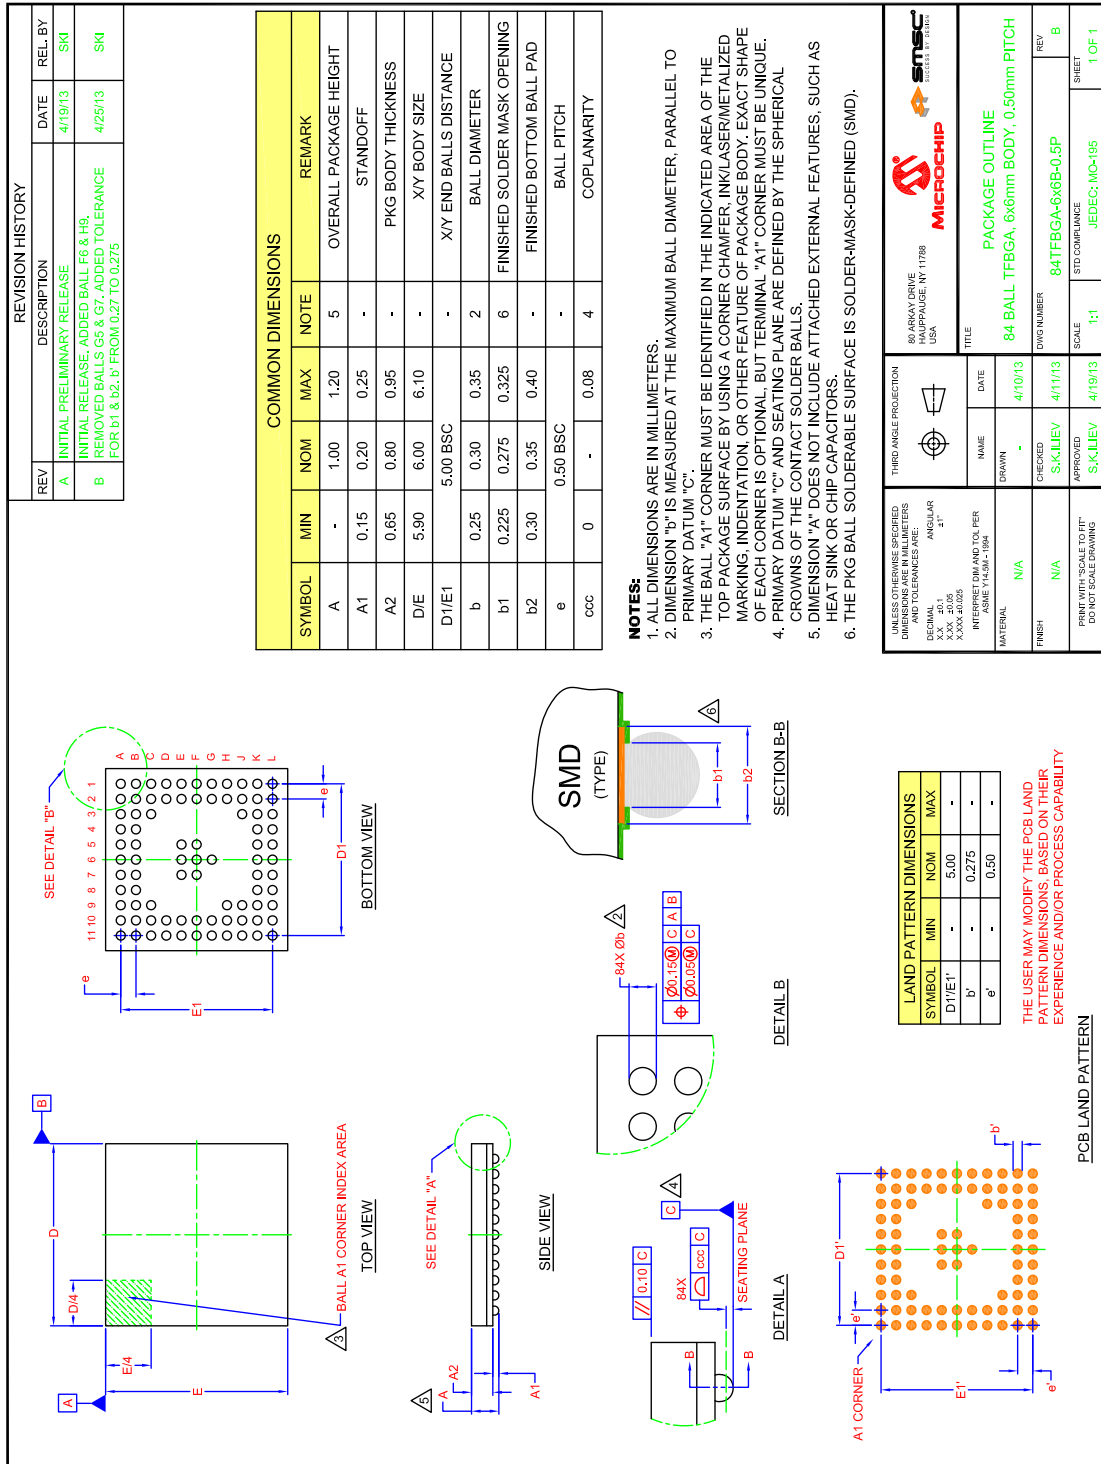 REVISION HISTORY
REV DESCRIPTION DATE REL. BY
A INITIAL PRELIMINARY RELEASE 4/19/13 SKI
B INITIAL RELEASE, ADDED BALL F6 & H9, REMOVED BALLS G5 & G7. ADDED TOLERANCE FOR b1 & b2. b' FROM 0.27 TO 0.275 4/25/13 SKI
D
D/4
E/4
E
A
B
3
BALL A1 CORNER INDEX AREA
TOP VIEW
SEE DETAIL "B"
11 10 9 8 7 6 5 4 3 2 1
A
B
C
D
E
F
G
H
J
K
L
e
E1
e
D1
BOTTOM VIEW
COMMON DIMENSIONS
SYMBOL MIN NOM MAX NOTE REMARK
A - 1.00 1.20 5 OVERALL PACKAGE HEIGHT
A1 0.15 0.20 0.25 - STANDOFF
A2 0.65 0.80 0.95 - PKG BODY THICKNESS
D/E 5.90 6.00 6.10 - X/Y BODY SIZE
D1/E1 5.00 BSC - X/Y END BALLS DISTANCE
b 0.25 0.30 0.35 2 BALL DIAMETER
b1 0.225 0.275 0.325 6 FINISHED SOLDER MASK OPENING
b2 0.30 0.35 0.40 - FINISHED BOTTOM BALL PAD
e 0.50 BSC - BALL PITCH
ccc 0 - 0.08 4 COPLANARITY
5
A
A2
A1
SEE DETAIL "A"
SIDE VIEW
SMD
(TYPE)
b1
b2
6
SECTION B-B
84X Øb
2
Ø0.15 M C A B
Ø0.05 M C
DETAIL B
// 0.10 C
84X
ccc C
C
4
SEATING PLANE
B
B
DETAIL A
NOTES:
1. ALL DIMENSIONS ARE IN MILLIMETERS.
2. DIMENSION "b" IS MEASURED AT THE MAXIMUM BALL DIAMETER, PARALLEL TO
PRIMARY DATUM "C".
3. THE BALL "A1" CORNER MUST BE IDENTIFIED IN THE INDICATED AREA OF THE
TOP PACKAGE SURFACE BY USING A CORNER CHAMFER, INK/LASER/METALIZED
MARKING, INDENTATION, OR OTHER FEATURE OF PACKAGE BODY. EXACT SHAPE
OF EACH CORNER IS OPTIONAL, BUT TERMINAL "A1" CORNER MUST BE UNIQUE.
4. PRIMARY DATUM "C" AND SEATING PLANE ARE DEFINED BY THE SPHERICAL
CROWNS OF THE CONTACT SOLDER BALLS.
5. DIMENSION "A" DOES NOT INCLUDE ATTACHED EXTERNAL FEATURES, SUCH AS
HEAT SINK OR CHIP CAPACITORS.
6. THE PKG BALL SOLDERABLE SURFACE IS SOLDER-MASK-DEFINED (SMD).
A1 CORNER
D1'
e'
E1'
e'
b'
PCB LAND PATTERN
LAND PATTERN DIMENSIONS
SYMBOL MIN NOM MAX
D1'/E1' - 5.00 -
b' - 0.275 -
e' - 0.50 -
THE USER MAY MODIFY THE PCB LAND
PATTERN DIMENSIONS, BASED ON THEIR
EXPERIENCE AND/OR PROCESS CAPABILITY
UNLESS OTHERWISE SPECIFIED
DIMENSIONS ARE IN MILLIMETERS
AND TOLERANCES ARE:
DECIMAL ANGULAR
X.X ±0.1 ±1°
X.XX ±0.05
X.XXX ±0.025
INTERPRET DIM AND TOL PER
ASME Y14.5M - 1994
MATERIAL
N/A
FINISH
N/A
PRINT WITH "SCALE TO FIT"
DO NOT SCALE DRAWING
THIRD ANGLE PROJECTION
NAME DATE
DRAWN
- 4/10/13
CHECKED
S.K.ILIEV 4/11/13
APPROVED
S.K.ILIEV 4/19/13
80 ARKAY DRIVE
HAUPPAUGE, NY 11788
USA
MICROCHIP
smsc
SUCCESS BY DESIGN
TITLE
PACKAGE OUTLINE
84 BALL TFBGA, 6x6mm BODY, 0.50mm PITCH
DWG NUMBER
84TFBGA-6x6B-0.5P
REV
B
SCALE
1:1
STD COMPLIANCE
JEDEC: MO-195
SHEET
1 OF 1